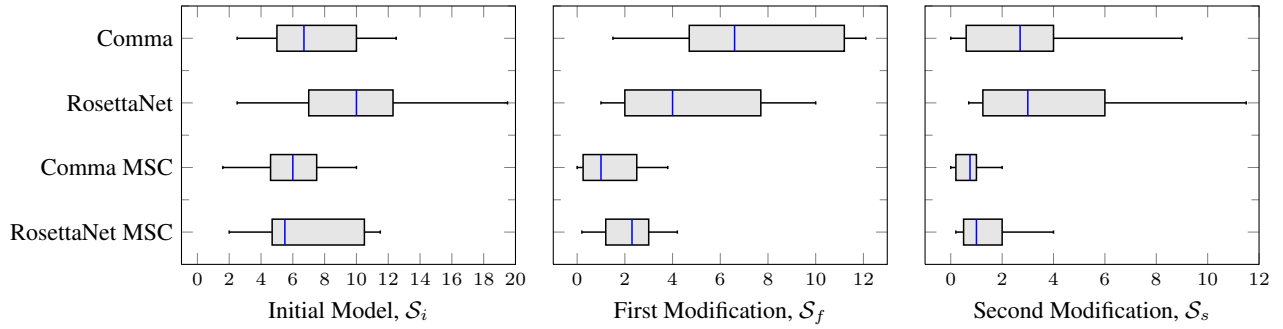 Comma
RosettaNet
Comma MSC
RosettaNet MSC
0 2 4 6 8 10 12 14 16 18 20
Initial Model, 𝒮i
0 2 4 6 8 10 12
First Modification, 𝒮f
0 2 4 6 8 10 12
Second Modification, 𝒮s